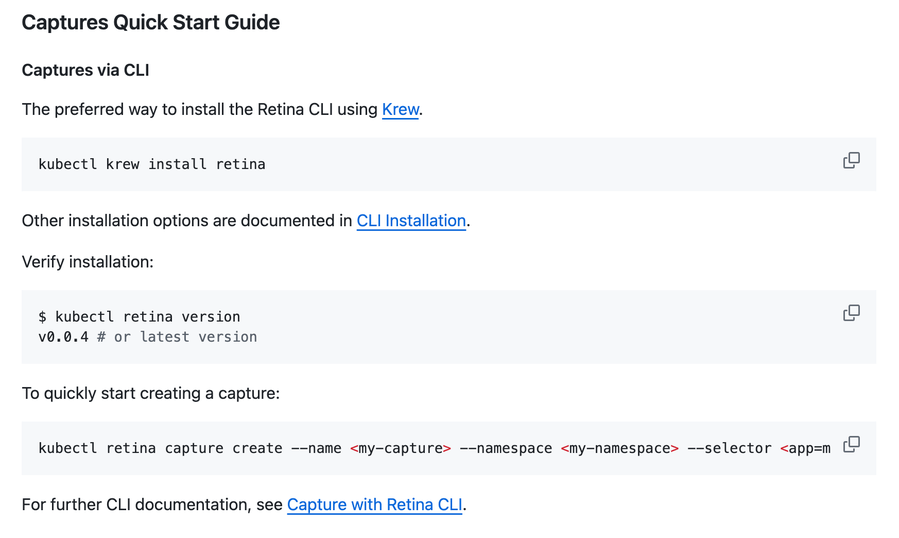 Captures Quick Start Guide
Captures via CLI
The preferred way to install the Retina CLI using Krew.
kubectl krew install retina
Other installation options are documented in CLI Installation.
Verify installation:
$ kubectl retina version
v0.0.4 # or latest version
To quickly start creating a capture:
kubectl retina capture create --name <my-capture> --namespace <my-namespace> --selector <app=m
For further CLI documentation, see Capture with Retina CLI.